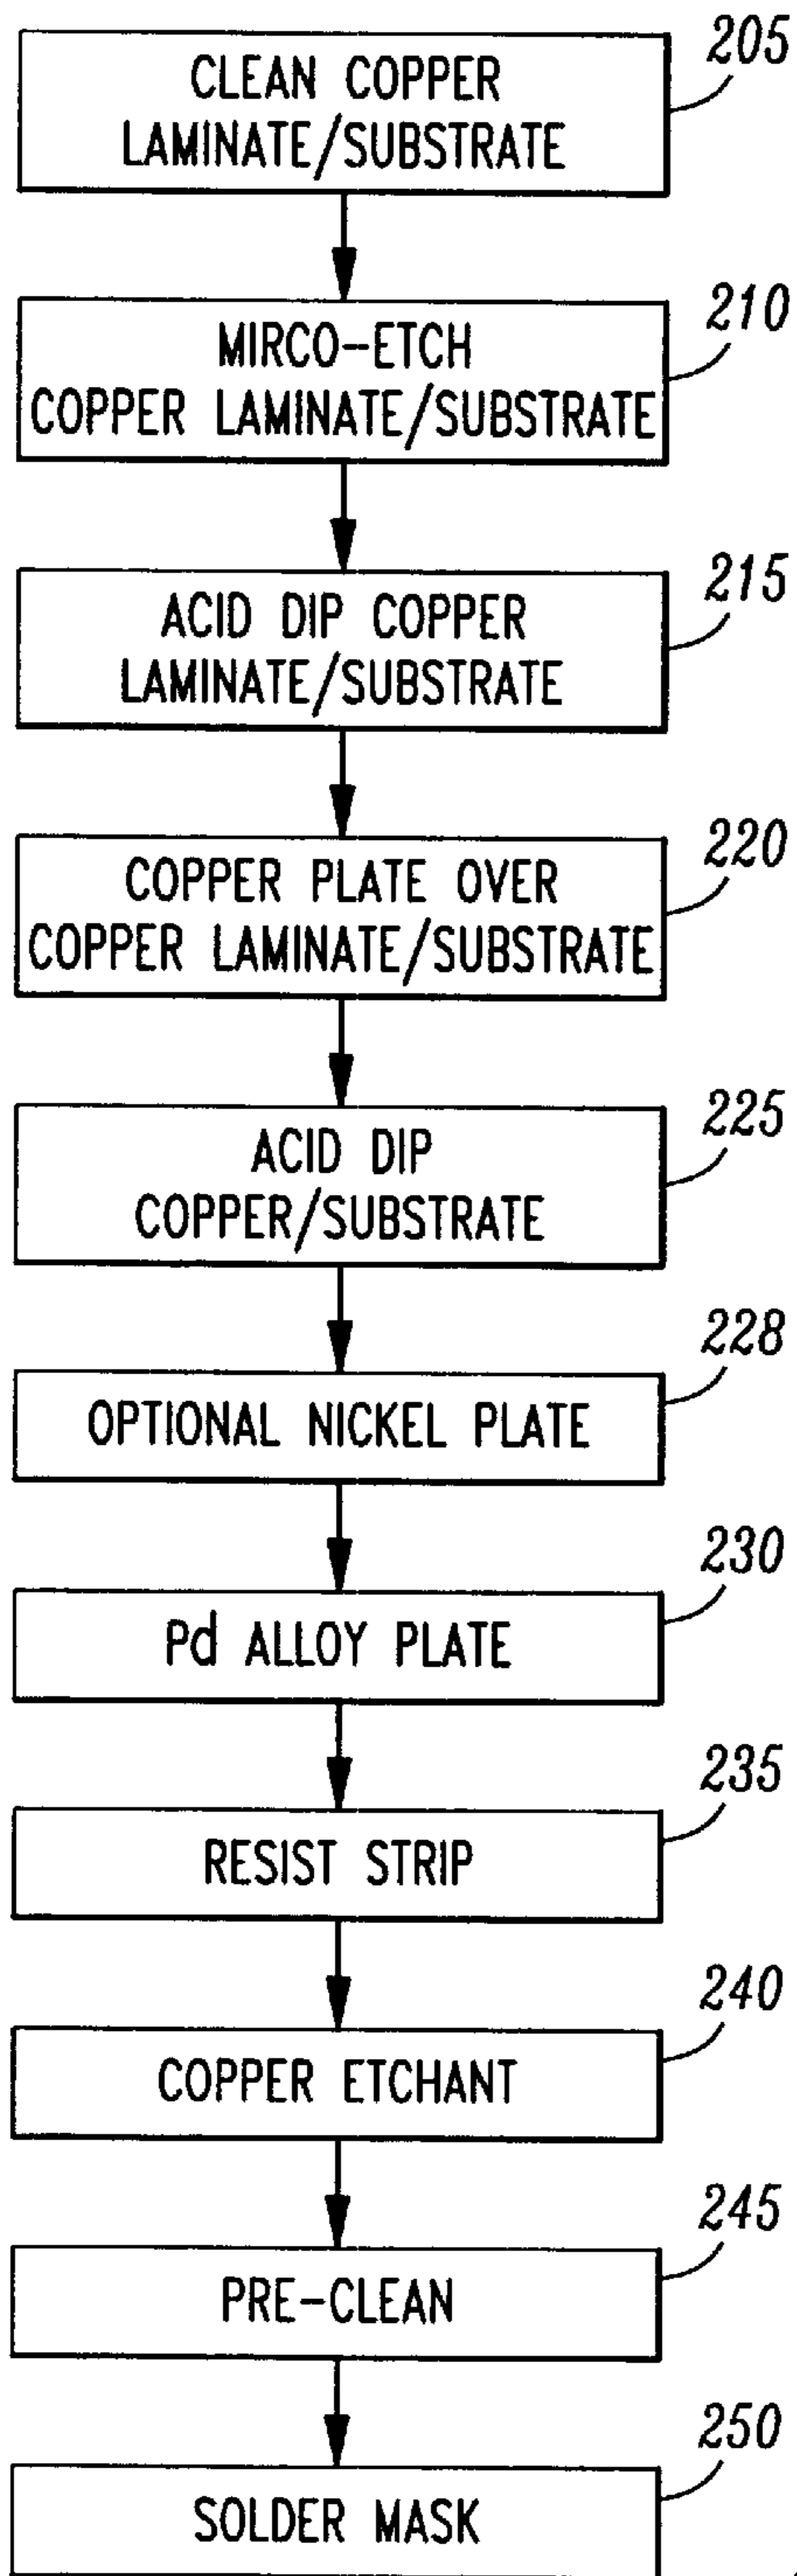 205
CLEAN COPPER
LAMINATE/SUBSTRATE
210
MIRCO-ETCH
COPPER LAMINATE/SUBSTRATE
215
ACID DIP COPPER
LAMINATE/SUBSTRATE
220
COPPER PLATE OVER
COPPER LAMINATE/SUBSTRATE
225
ACID DIP
COPPER/SUBSTRATE
228
OPTIONAL NICKEL PLATE
230
Pd ALLOY PLATE
235
RESIST STRIP
240
COPPER ETCHANT
245
PRE-CLEAN
250
SOLDER MASK